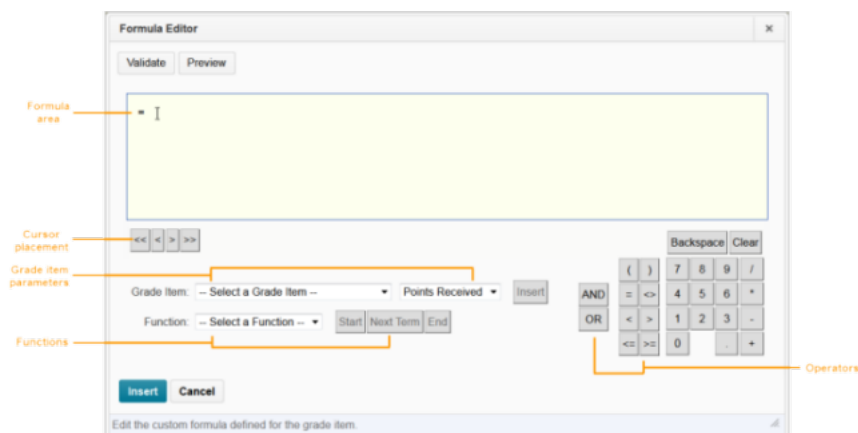 Formula Editor ×
Validate Preview
Formula
area
=
Cursor
placement
<< < > >>
Backspace Clear
Grade item
parameters
( ) 7 8 9 /
Grade Item: -- Select a Grade Item -- Points Received Insert AND = <> 4 5 6 *
Function: -- Select a Function -- Start Next Term End OR < > 1 2 3 -
Functions
<= >= 0 . +
Operators
Insert Cancel
Edit the custom formula defined for the grade item.